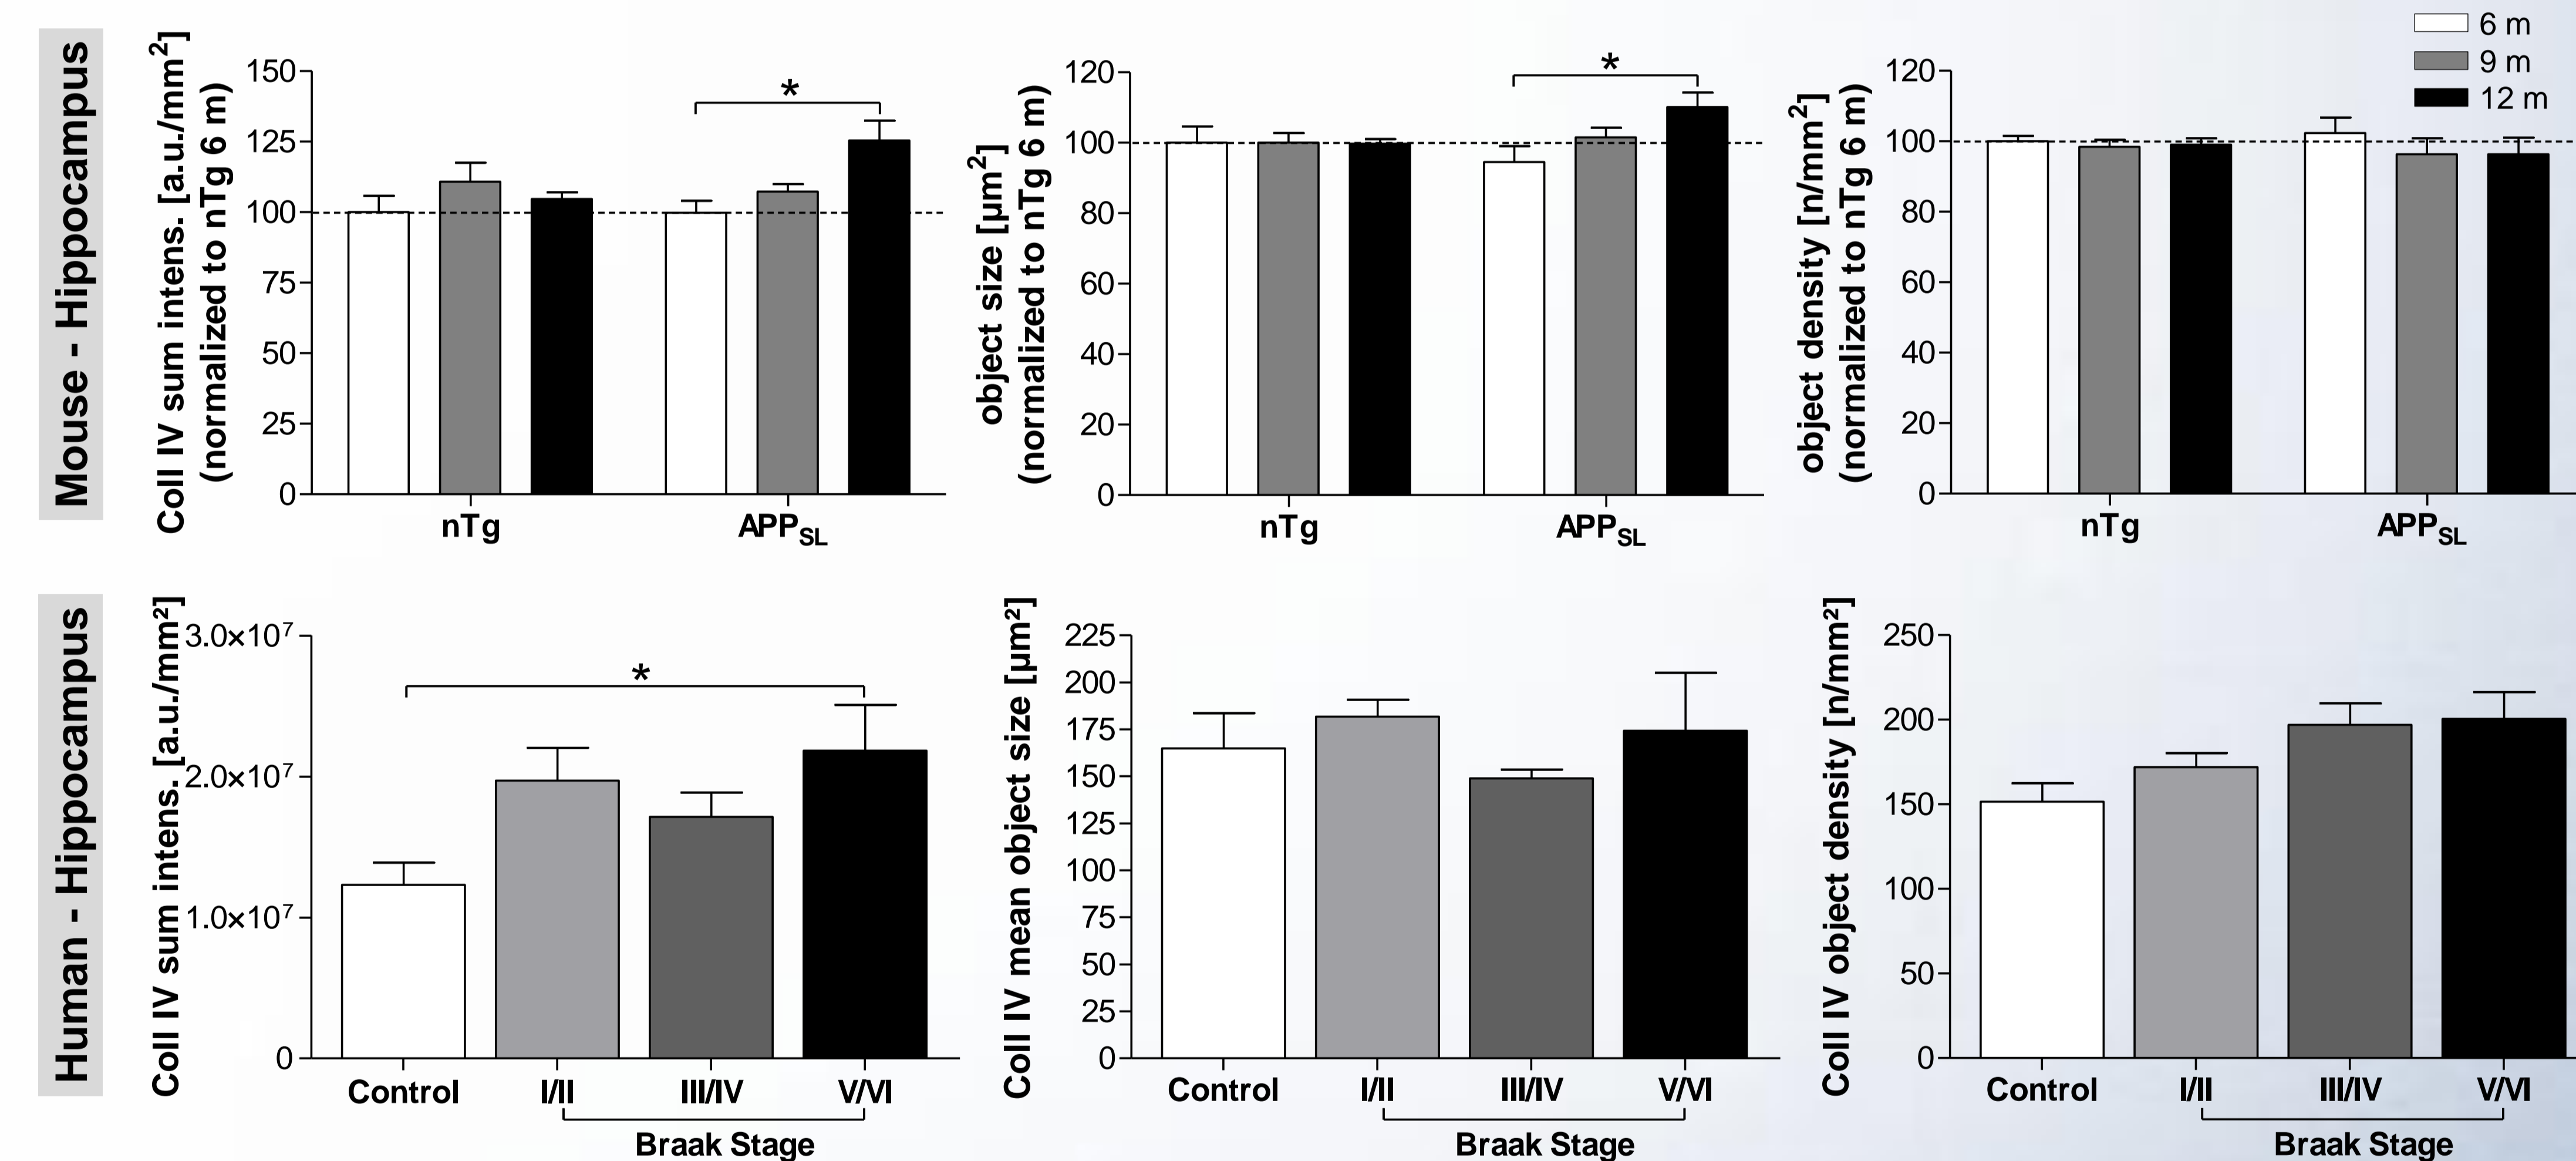 Mouse - Hippocampus
Coll IV sum intens. [a.u./mm²]
(normalized to nTg 6 m)
150
125
100
75
50
25
0
*
nTg
APPSL
object size [µm²]
(normalized to nTg 6 m)
120
100
80
60
40
20
0
*
nTg
APPSL
object density [n/mm²]
(normalized to nTg 6 m)
120
100
80
60
40
20
0
nTg
APPSL
6 m
9 m
12 m
Human - Hippocampus
Coll IV sum intens. [a.u./mm²]
3.0×10⁷
2.0×10⁷
1.0×10⁷
0
*
Control I/II III/IV V/VI
Braak Stage
Coll IV mean object size [µm²]
225
200
175
150
125
100
75
50
25
0
Control I/II III/IV V/VI
Braak Stage
Coll IV object density [n/mm²]
250
200
150
100
50
0
Control I/II III/IV V/VI
Braak Stage